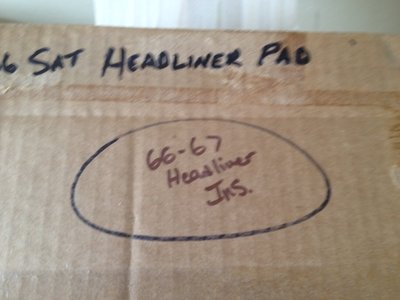 6 SAT HEADLINER PAD
66-67
Headliner
Ins.